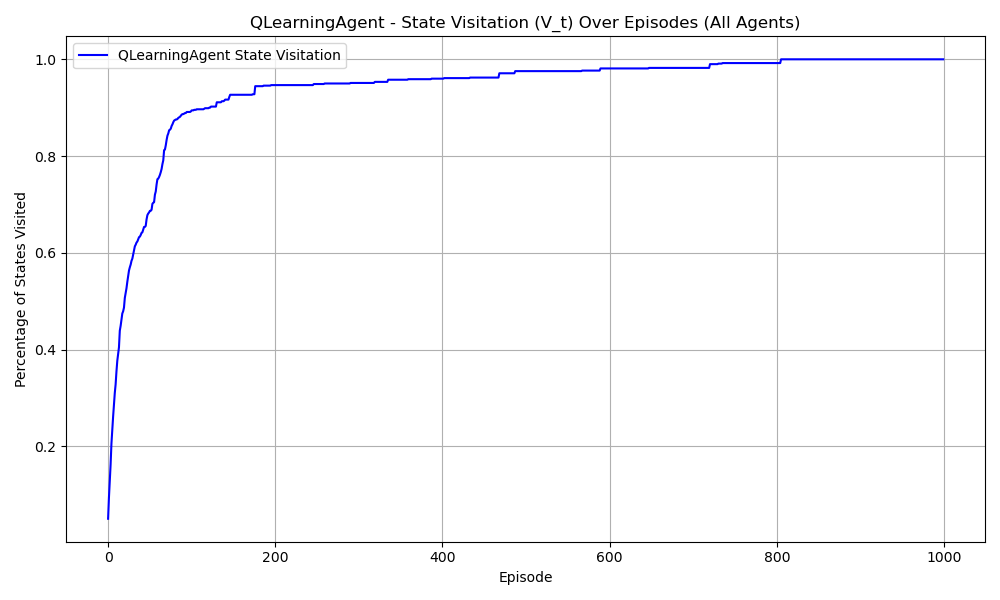 QLearningAgent - State Visitation (V_t) Over Episodes (All Agents)
QLearningAgent State Visitation
Percentage of States Visited
1.0
0.8
0.6
0.4
0.2
0 200 400 600 800 1000
Episode